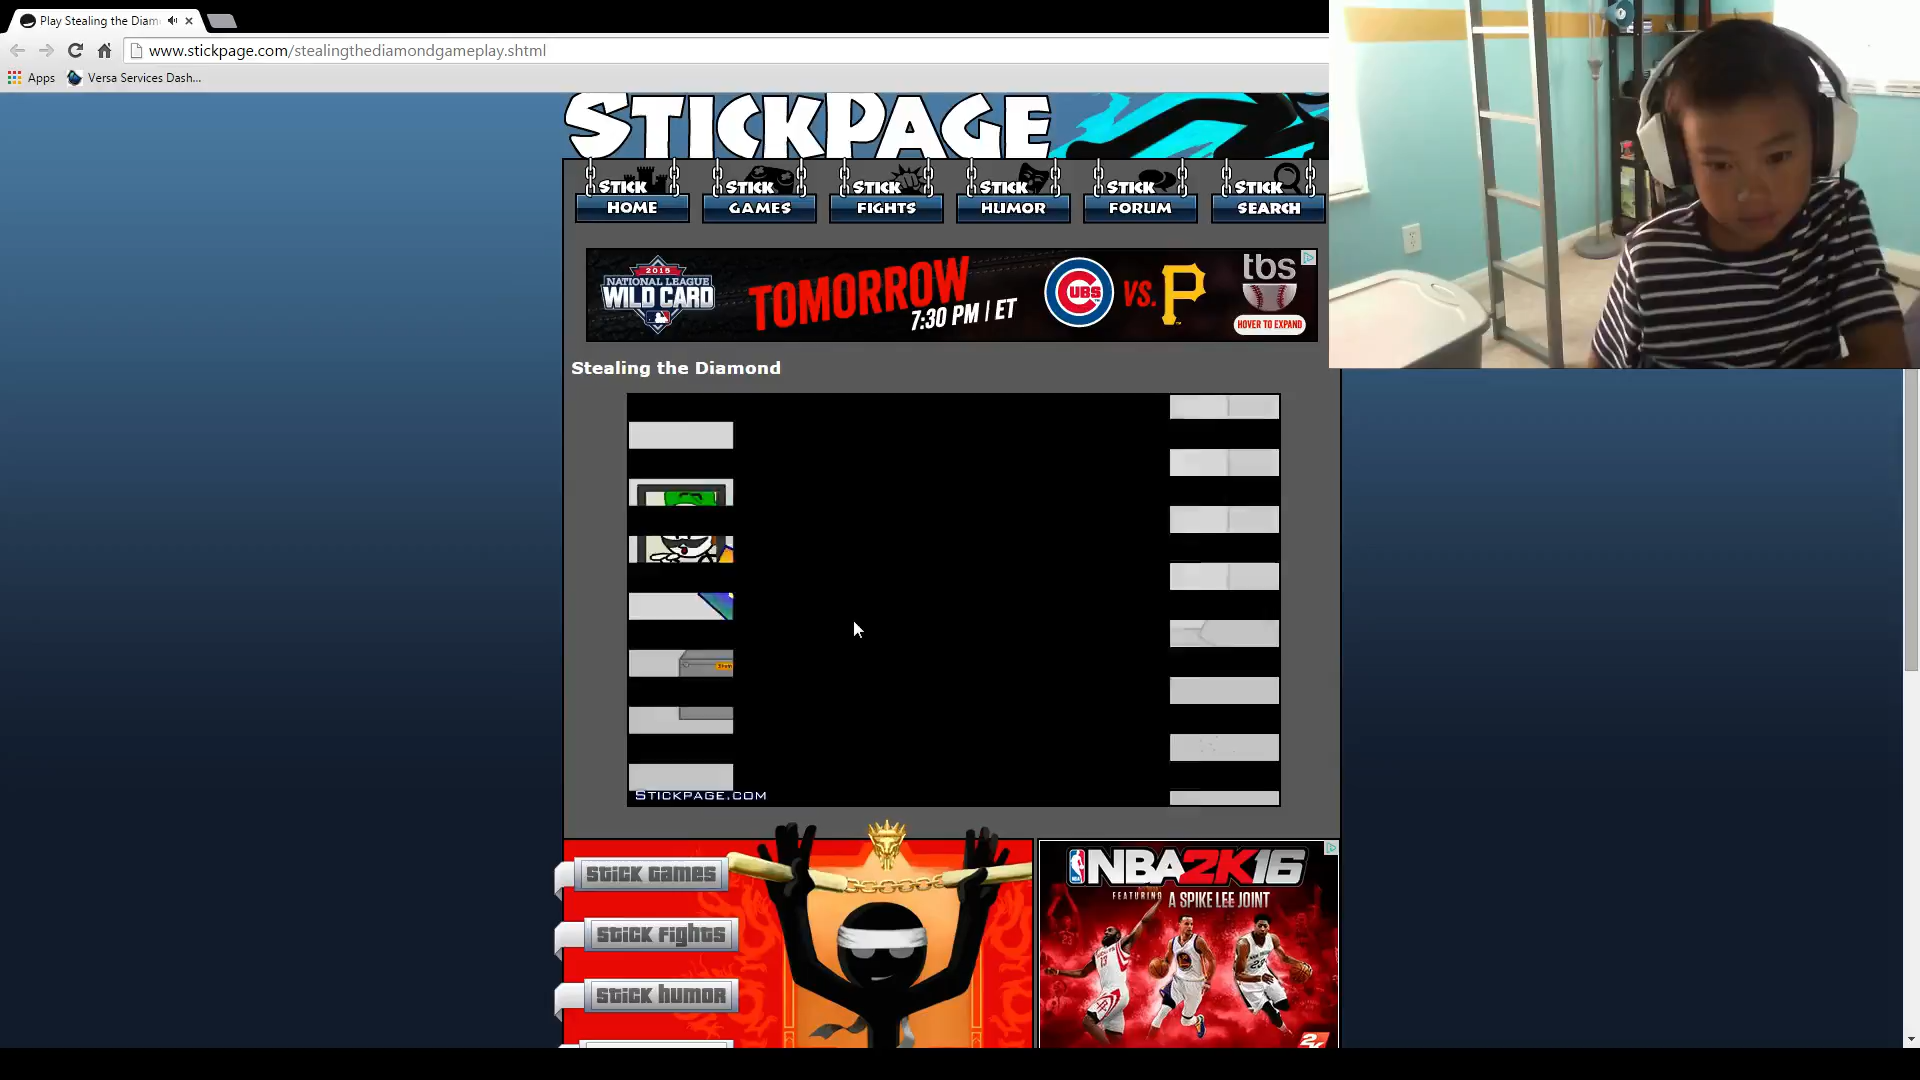 Play Stealing the Diam
www.stickpage.com/stealingthediamondgameplay.shtml
Apps
Versa Services Dash...
STICKPAGE
STICK HOME
STICK GAMES
STICK FIGHTS
STICK HUMOR
STICK FORUM
STICK SEARCH
2015
NATIONAL LEAGUE
WILD CARD
TOMORROW
7:30 PM | ET
CUBS
VS.
P
tbs
HOVER TO EXPAND
Stealing the Diamond
STICKPAGE.COM
STICK GAMES
STICK FIGHTS
STICK HUMOR
NBA 2K16
FEATURING A SPIKE LEE JOINT
2K